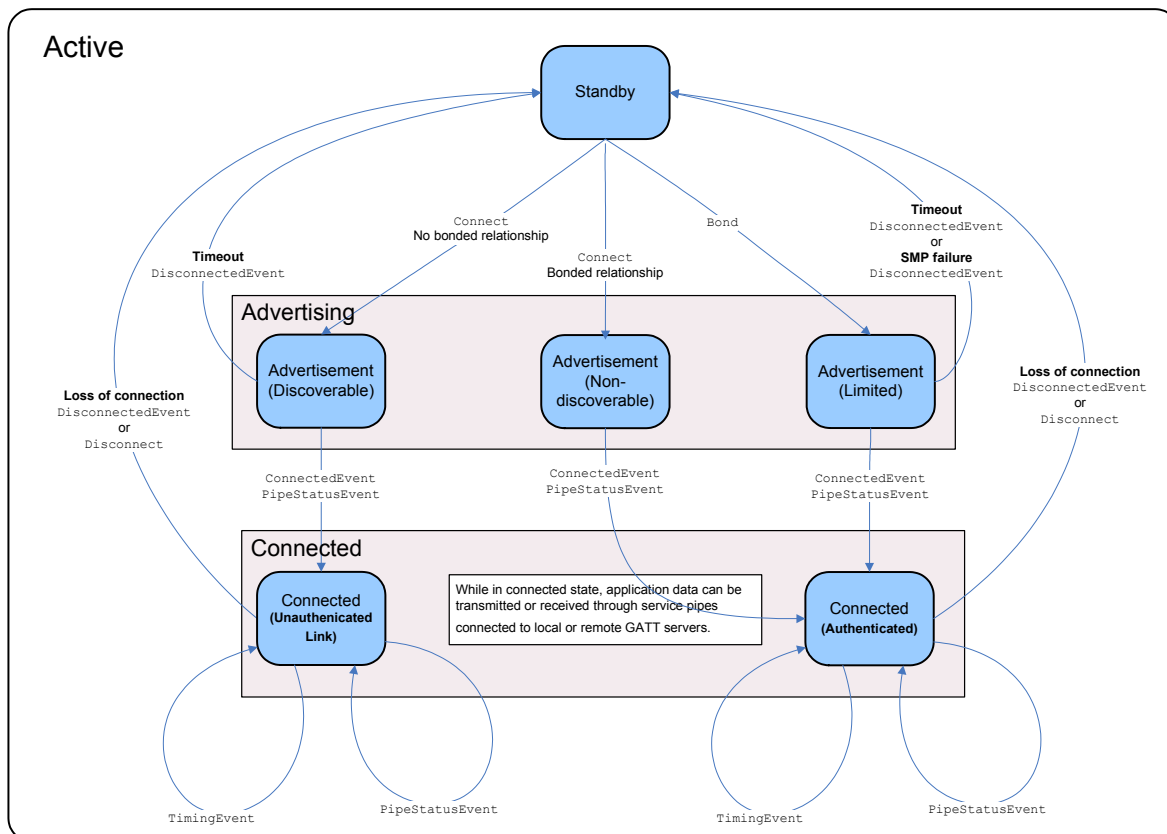 Active
Standby
Connect
No bonded relationship
Connect
Bonded relationship
Bond
Timeout
DisconnectedEvent
or
SMP failure
DisconnectedEvent
Timeout
DisconnectedEvent
Advertising
Advertisement
(Discoverable)
Advertisement
(Non-
discoverable)
Advertisement
(Limited)
Loss of connection
DisconnectedEvent
or
Disconnect
Loss of connection
DisconnectedEvent
or
Disconnect
ConnectedEvent
PipeStatusEvent
ConnectedEvent
PipeStatusEvent
ConnectedEvent
PipeStatusEvent
Connected
Connected
(Unauthenicated
Link)
While in connected state, application data can be
transmitted or received through service pipes
connected to local or remote GATT servers.
Connected
(Authenticated)
TimingEvent
PipeStatusEvent
TimingEvent
PipeStatusEvent